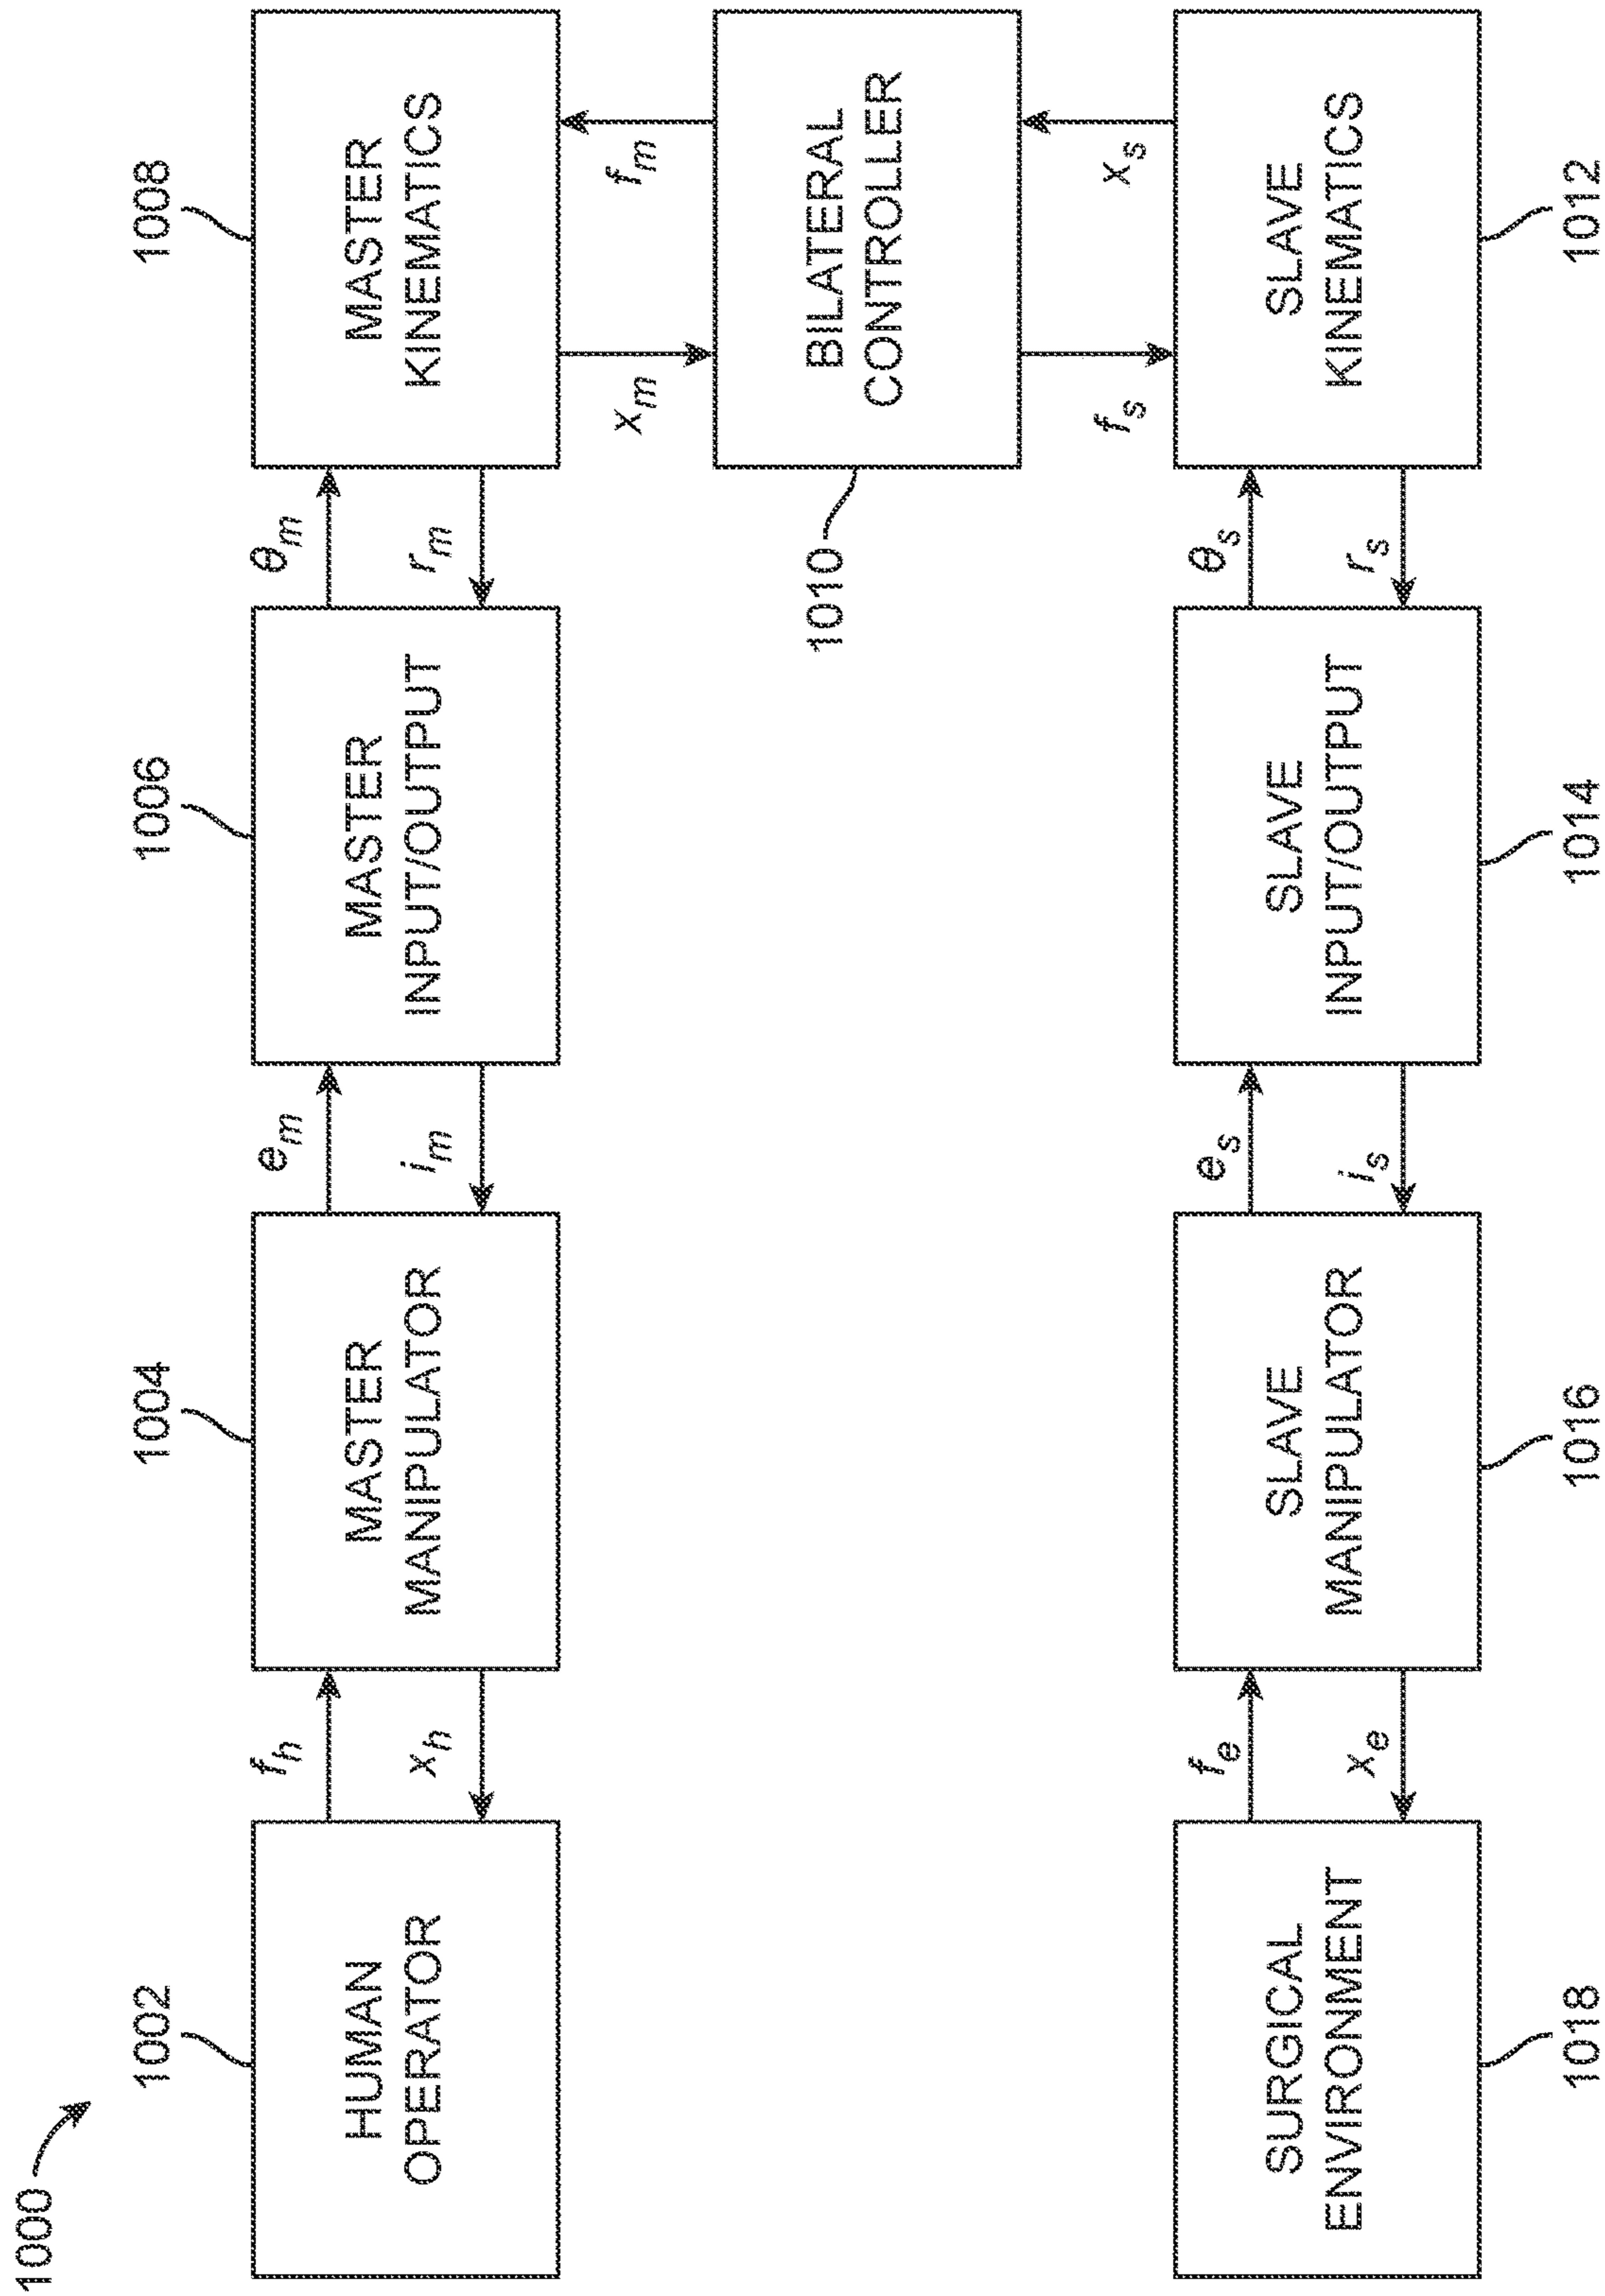 1000
1002
HUMAN
OPERATOR
f_h
x_h
1004
MASTER
MANIPULATOR
e_m
i_m
1006
MASTER
INPUT/OUTPUT
θ_m
r_m
1008
MASTER
KINEMATICS
f_m
x_m
BILATERAL
CONTROLLER
1010
x_s
f_s
SLAVE
KINEMATICS
1012
θ_s
r_s
SLAVE
INPUT/OUTPUT
1014
e_s
i_s
SLAVE
MANIPULATOR
1016
f_e
x_e
SURGICAL
ENVIRONMENT
1018